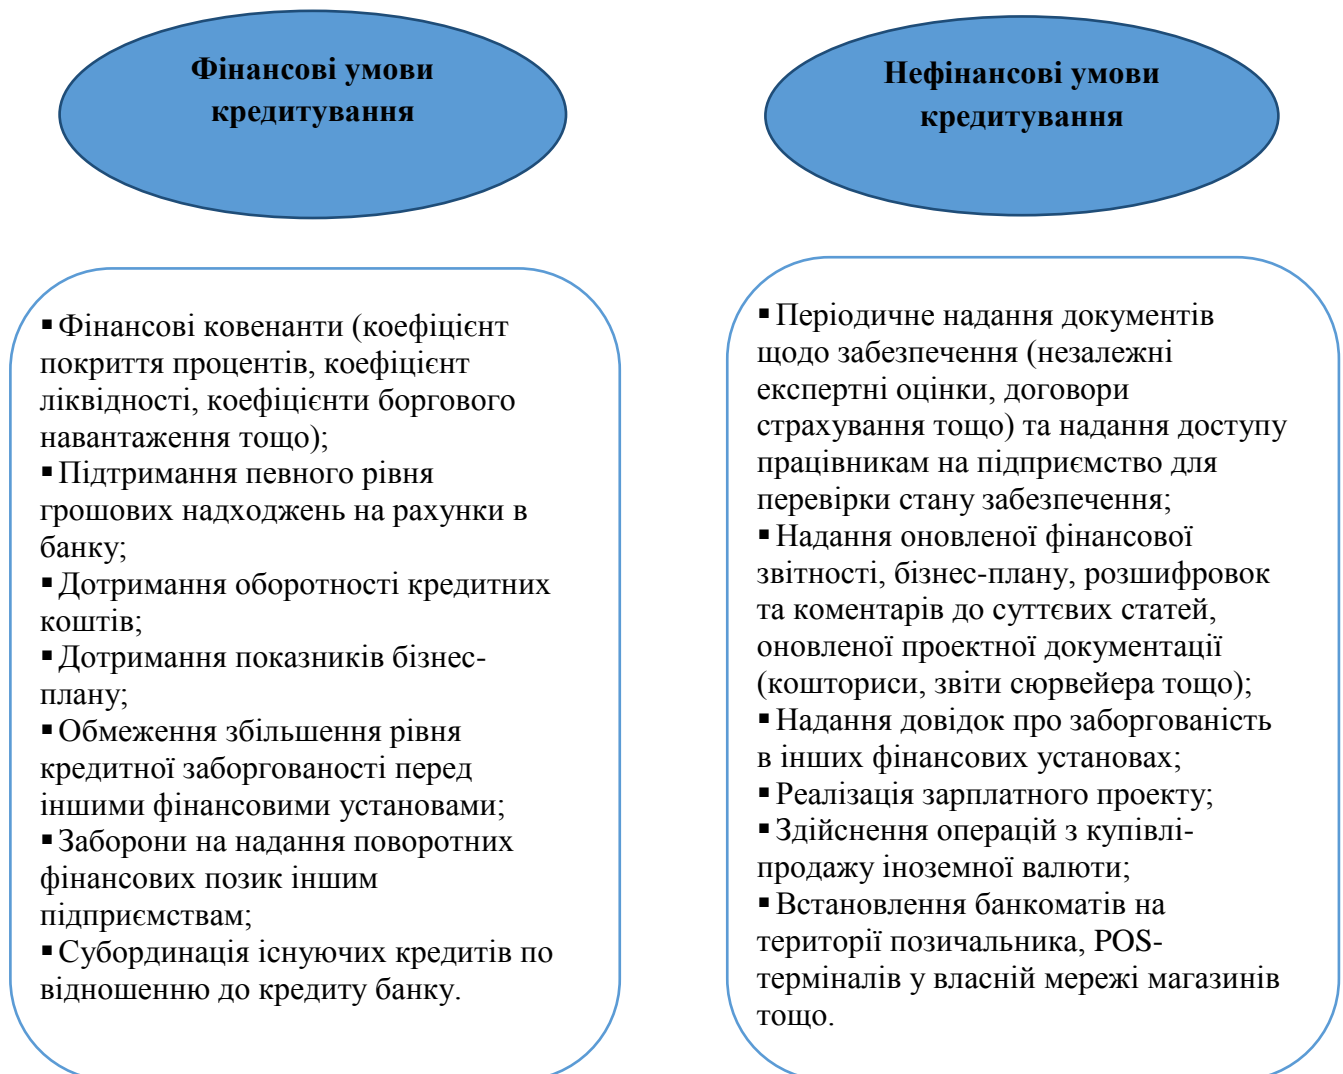 Фінансові умови
кредитування
▪Фінансові ковенанти (коефіцієнт
покриття процентів, коефіцієнт
ліквідності, коефіцієнти боргового
навантаження тощо);
▪Підтримання певного рівня
грошових надходжень на рахунки в
банку;
▪Дотримання оборотності кредитних
коштів;
▪Дотримання показників бізнес-
плану;
▪Обмеження збільшення рівня
кредитної заборгованості перед
іншими фінансовими установами;
▪Заборони на надання поворотних
фінансових позик іншим
підприємствам;
▪Субординація існуючих кредитів по
відношенню до кредиту банку.
Нефінансові умови
кредитування
▪Періодичне надання документів
щодо забезпечення (незалежні
експертні оцінки, договори
страхування тощо) та надання доступу
працівникам на підприємство для
перевірки стану забезпечення;
▪Надання оновленої фінансової
звітності, бізнес-плану, розшифровок
та коментарів до суттєвих статей,
оновленої проектної документації
(кошториси, звіти сюрвейера тощо);
▪Надання довідок про заборгованість
в інших фінансових установах;
▪Реалізація зарплатного проекту;
▪Здійснення операцій з купівлі-
продажу іноземної валюти;
▪Встановлення банкоматів на
території позичальника, POS-
терміналів у власній мережі магазинів
тощо.